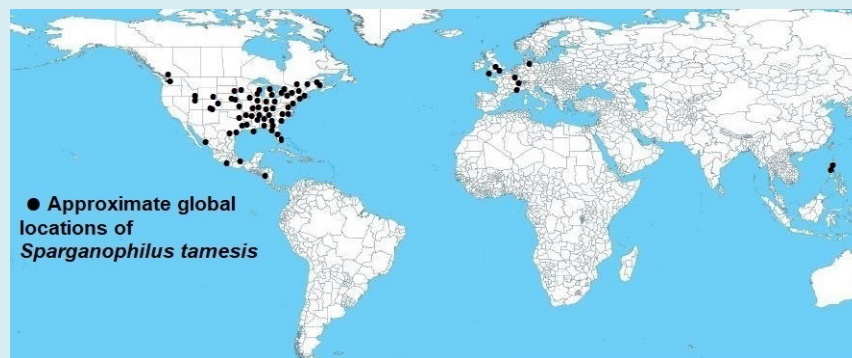 ● Approximate global
locations of
Sparganophilus tamesis